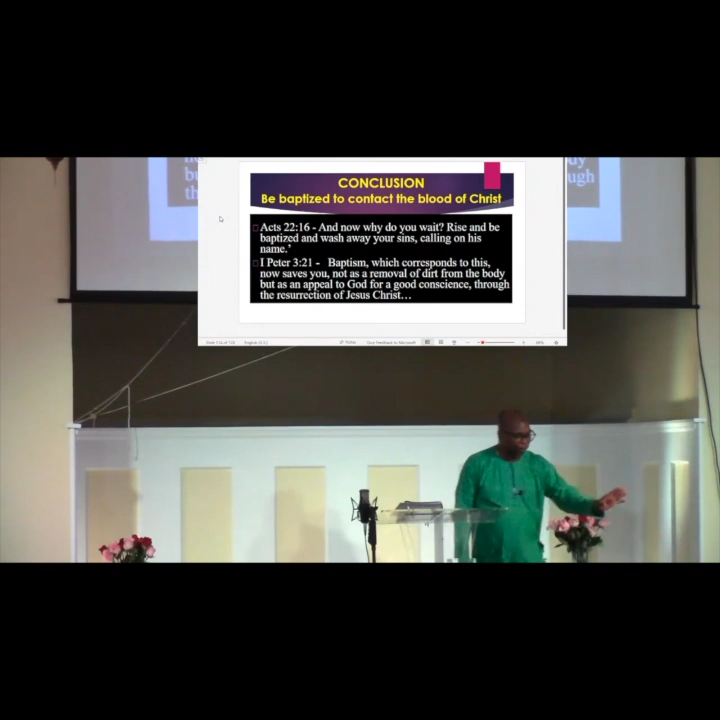 CONCLUSION
Be baptized to contact the blood of Christ
Acts 22:16 - And now why do you wait? Rise and be
baptized and wash away your sins, calling on his
name.’
I Peter 3:21 - Baptism, which corresponds to this,
now saves you, not as a removal of dirt from the body
but as an appeal to God for a good conscience, through
the resurrection of Jesus Christ…